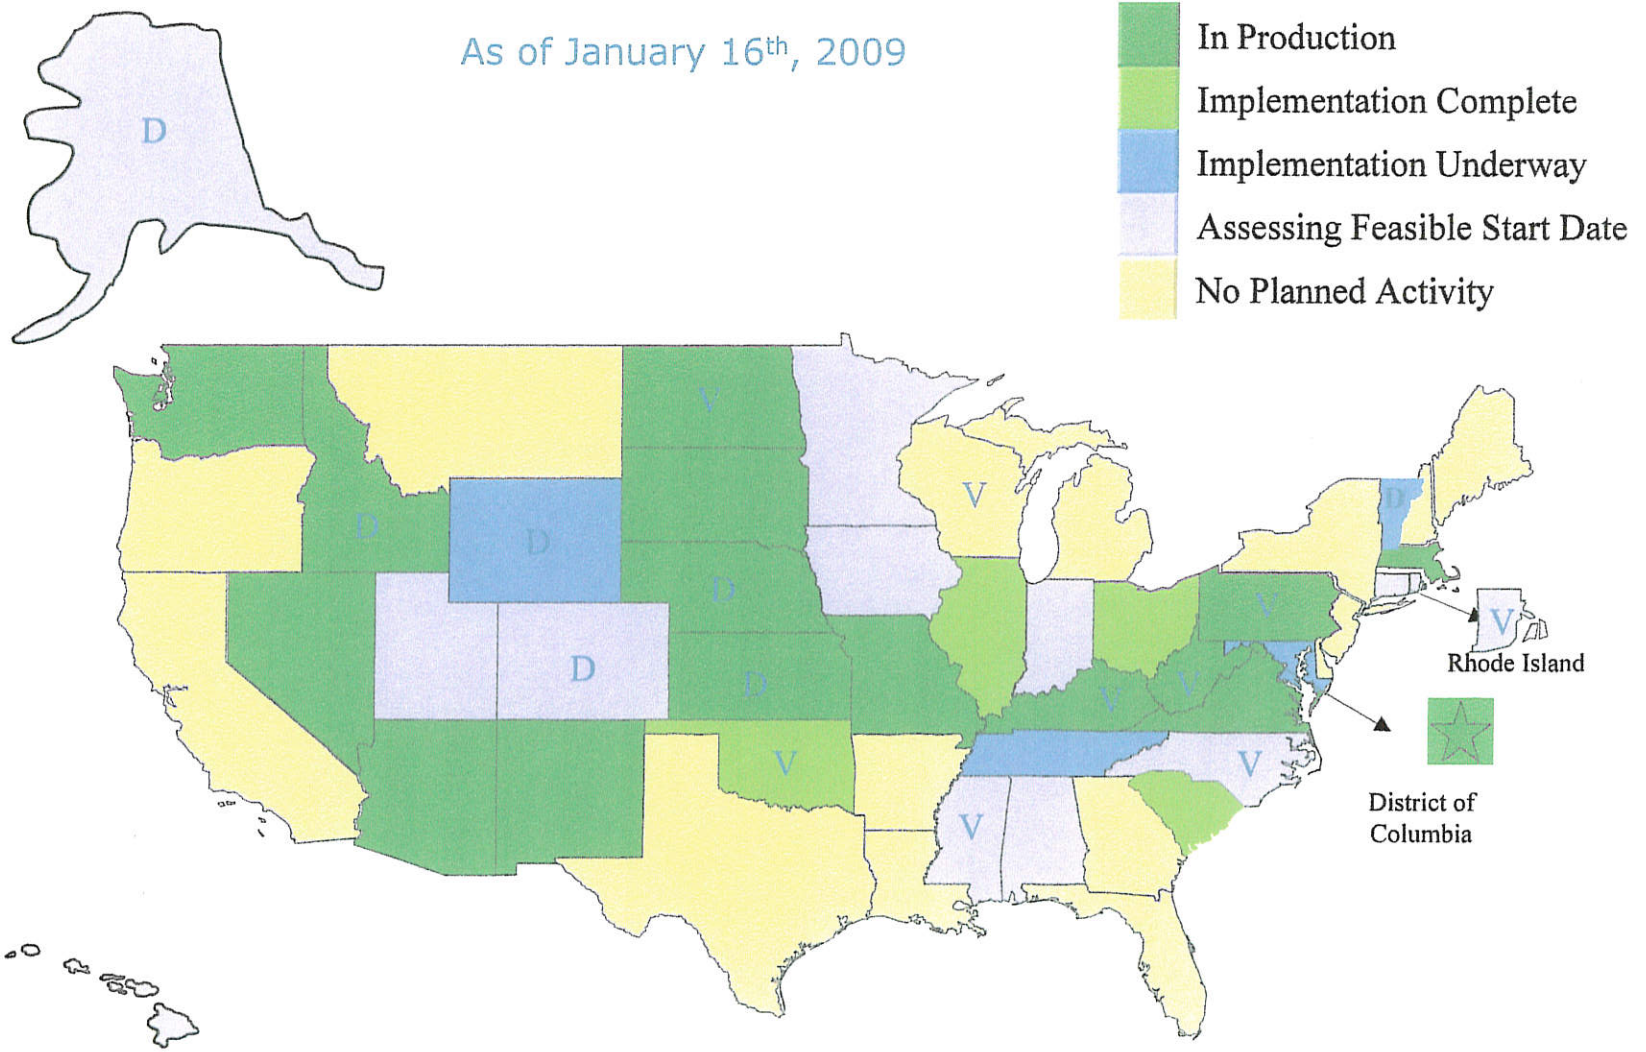 As of January 16th, 2009
In Production
Implementation Complete
Implementation Underway
Assessing Feasible Start Date
No Planned Activity
D
V
V
D
D
D
D
V
V
Rhode Island
D
D
V
V
V
V
V
District of
Columbia